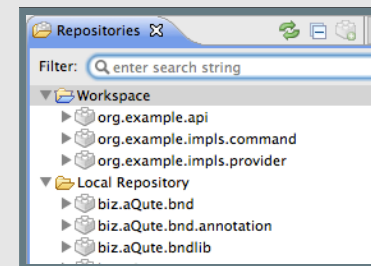 Repositories
Filter: enter search string
Workspace
org.example.api
org.example.impls.command
org.example.impls.provider
Local Repository
biz.aQute.bnd
biz.aQute.bnd.annotation
biz.aQute.bndlib